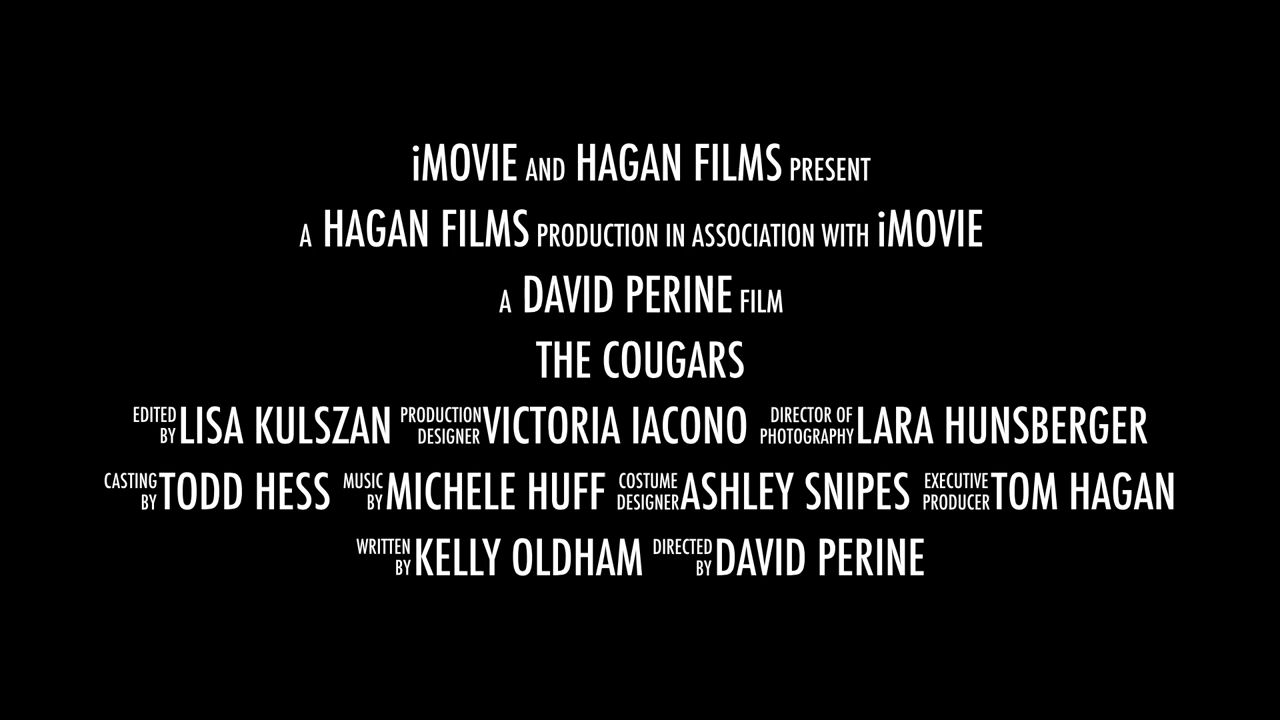 iMOVIE AND HAGAN FILMS PRESENT
A HAGAN FILMS PRODUCTION IN ASSOCIATION WITH iMOVIE
A DAVID PERINE FILM
THE COUGARS
EDITED BY LISA KULSZAN PRODUCTION DESIGNER VICTORIA IACONO DIRECTOR OF PHOTOGRAPHY LARA HUNSBERGER
CASTING BY TODD HESS MUSIC BY MICHELE HUFF COSTUME DESIGNER ASHLEY SNIPES EXECUTIVE PRODUCER TOM HAGAN
WRITTEN BY KELLY OLDHAM DIRECTED BY DAVID PERINE